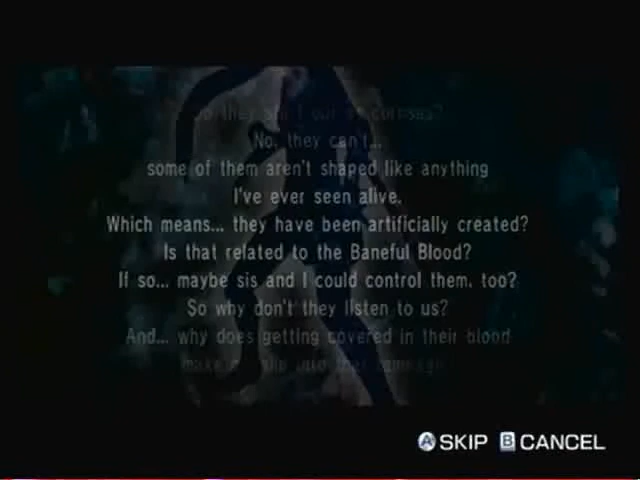 corpses?
No, they can't...
some of them aren't shaped like anything
I've ever seen alive.
Which means... they have been artificially created?
Is that related to the Baneful Blood?
If so... maybe sis and I could control them, too?
So why don't they listen to us?
And... why does getting covered in their blood
make
A SKIP B CANCEL